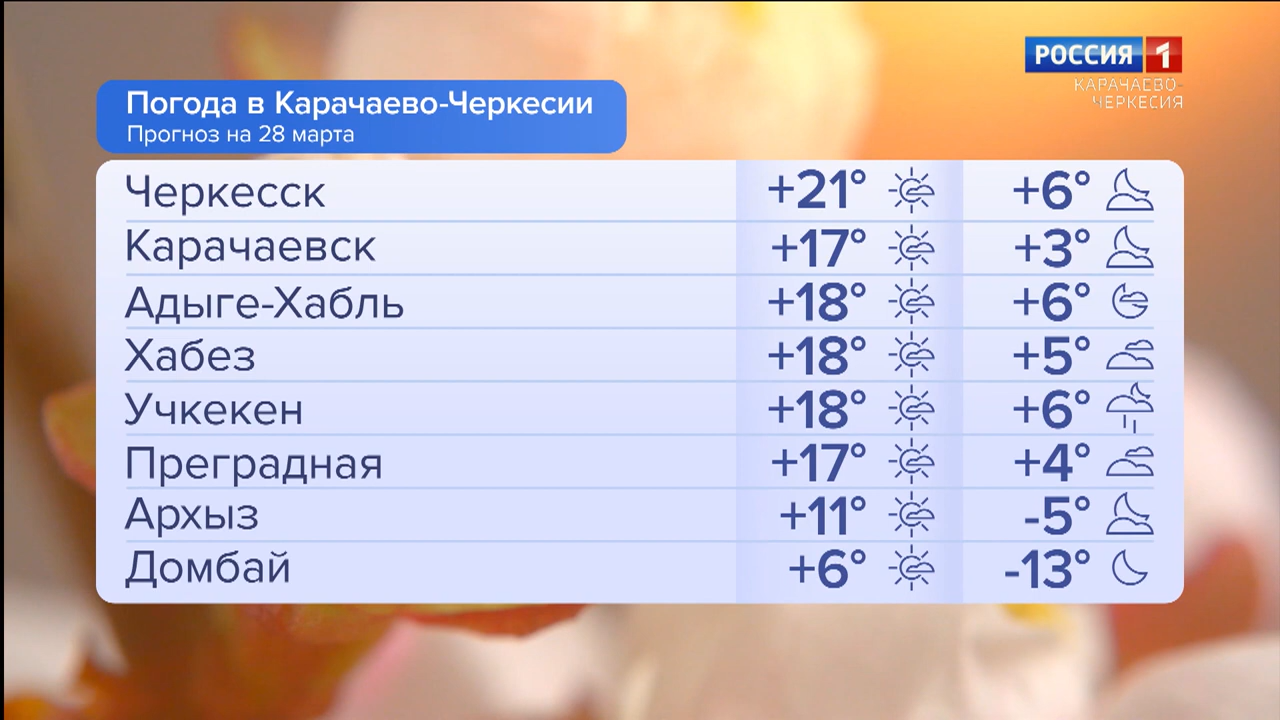 РОССИЯ 1
КАРАЧАЕВО-
ЧЕРКЕСИЯ
Погода в Карачаево-Черкесии
Прогноз на 28 марта
Черкесск +21° +6°
Карачаевск +17° +3°
Адыге-Хабль +18° +6°
Хабез +18° +5°
Учкекен +18° +6°
Преградная +17° +4°
Архыз +11° -5°
Домбай +6° -13°